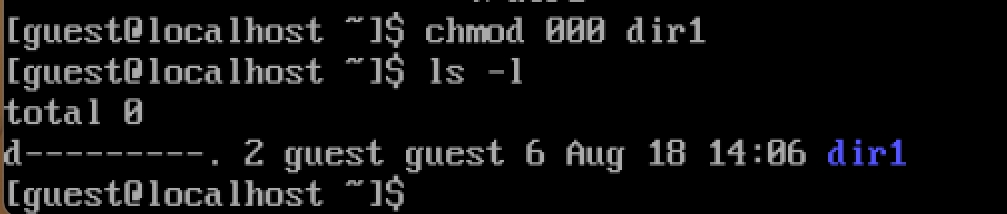 [guest@localhost ~]$ chmod 000 dir1
[guest@localhost ~]$ ls -l
total 0
d---------. 2 guest guest 6 Aug 18 14:06 dir1
[guest@localhost ~]$